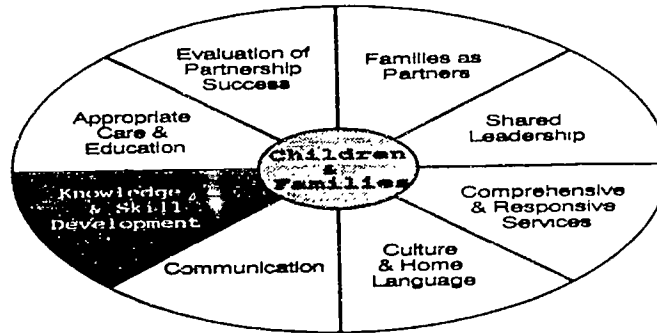 Evaluation of
Partnership
Success
Families as
Partners
Shared
Leadership
Comprehensive
& Responsive
Services
Culture
& Home
Language
Communication
Knowledge
& Skill
Development
Appropriate
Care &
Education
Children
&
Families